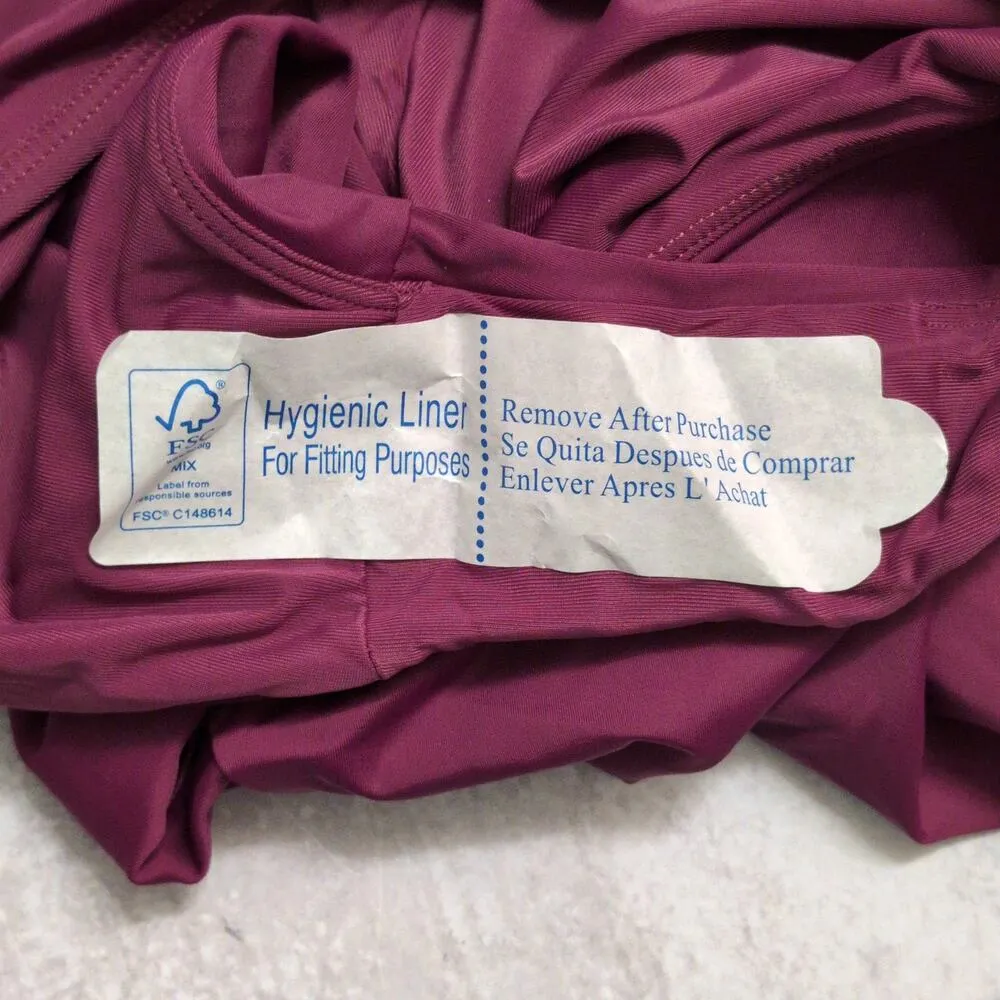 ®
FSC
MIX
Label from
responsible sources
FSC® C148614
Hygienic Liner
For Fitting Purposes
Remove After Purchase
Se Quita Despues de Comprar
Enlever Apres L' Achat